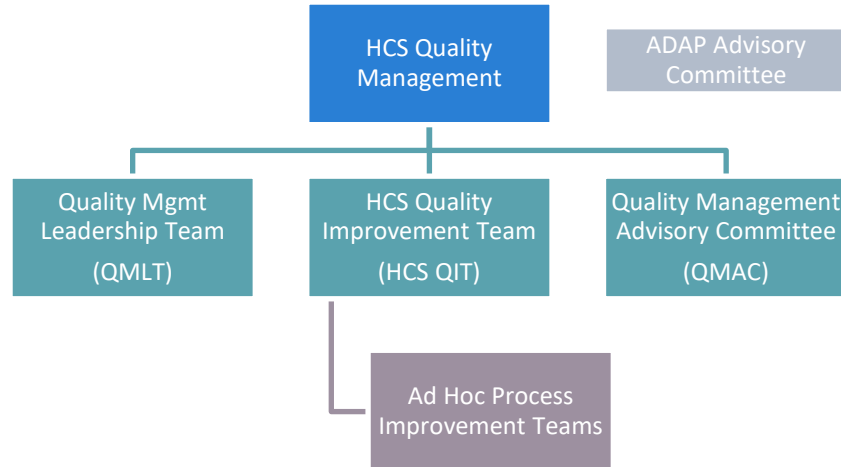 HCS Quality
Management
ADAP Advisory
Committee
Quality Mgmt
Leadership Team
(QMLT)
HCS Quality
Improvement Team
(HCS QIT)
Quality Management
Advisory Committee
(QMAC)
Ad Hoc Process
Improvement Teams